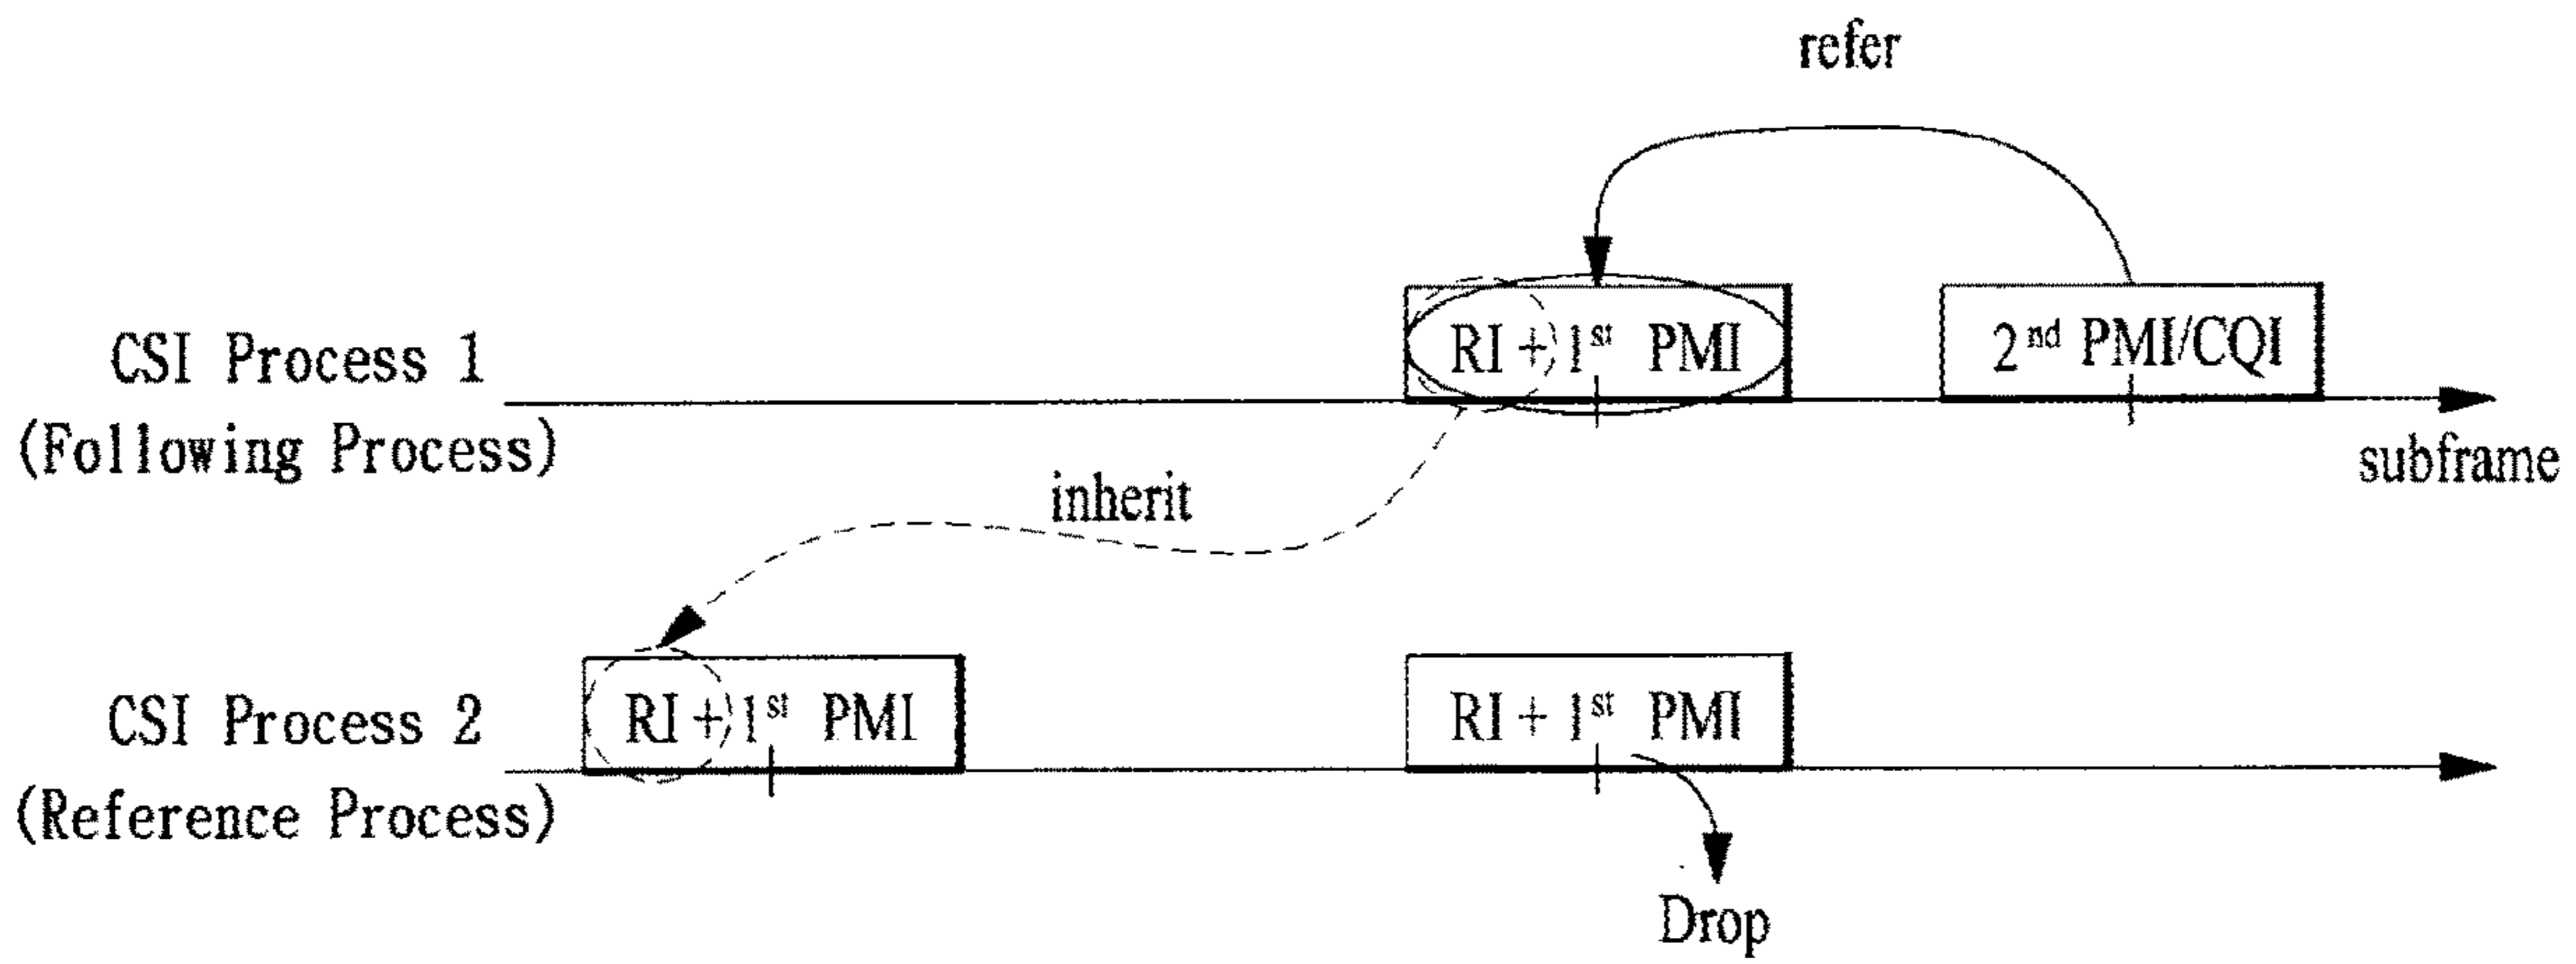 refer
RI + 1st PMI
2nd PMI/CQI
CSI Process 1
(Following Process)
subframe
inherit
RI + 1st PMI
RI + 1st PMI
CSI Process 2
(Reference Process)
Drop